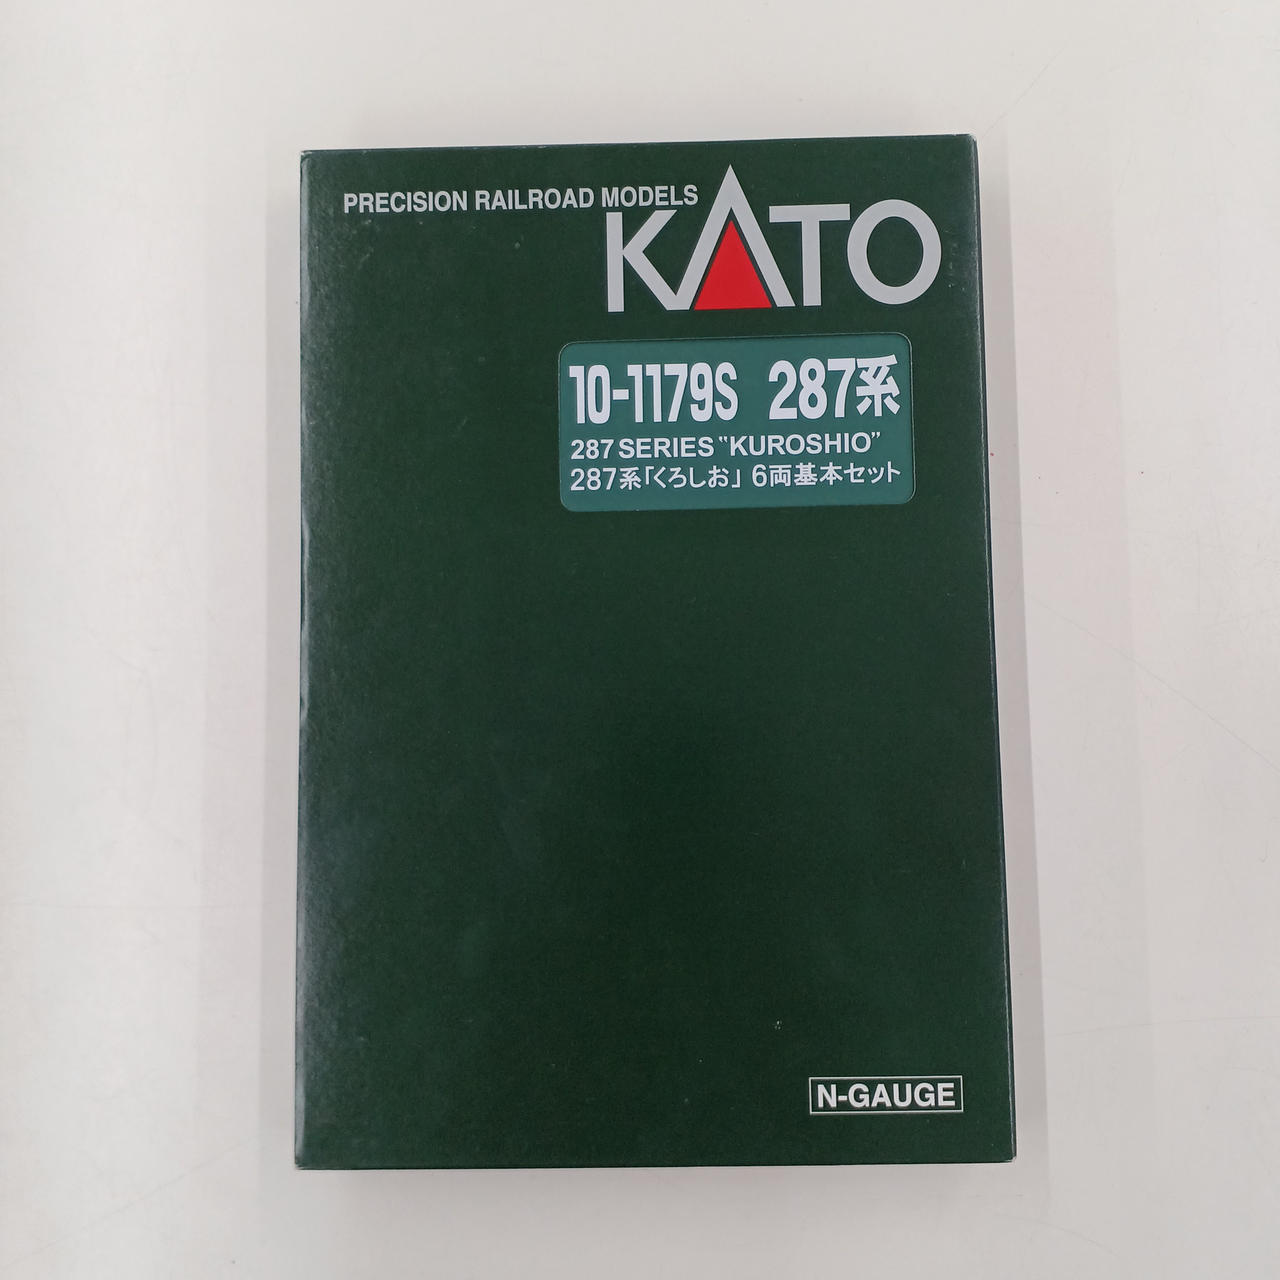 PRECISION RAILROAD MODELS
KATO
10-1179S 287系
287 SERIES "KUROSHIO"
287系「くろしお」 6両基本セット
N-GAUGE